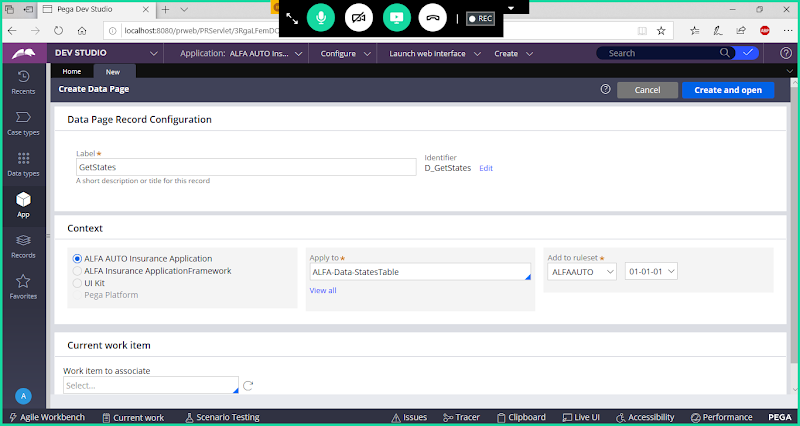 Pega Dev Studio
localhost:8080/prweb/PRServlet/3RgaLFemDC
REC
ABP
DEV STUDIO
Application: ALFA AUTO Ins...
Configure
Launch web interface
Create
Search
Home
New
Recents
Case types
Data types
App
Records
Favorites
A
Create Data Page
Cancel
Create and open
Data Page Record Configuration
Label *
GetStates
A short description or title for this record
Identifier
D_GetStates Edit
Context
ALFA AUTO Insurance Application
ALFA Insurance ApplicationFramework
UI Kit
Pega Platform
Apply to *
ALFA-Data-StatesTable
View all
Add to ruleset *
ALFAAUTO
01-01-01
Current work item
Work item to associate
Select...
Agile Workbench
Current work
Scenario Testing
Issues
Tracer
Clipboard
Live UI
Accessibility
Performance
PEGA